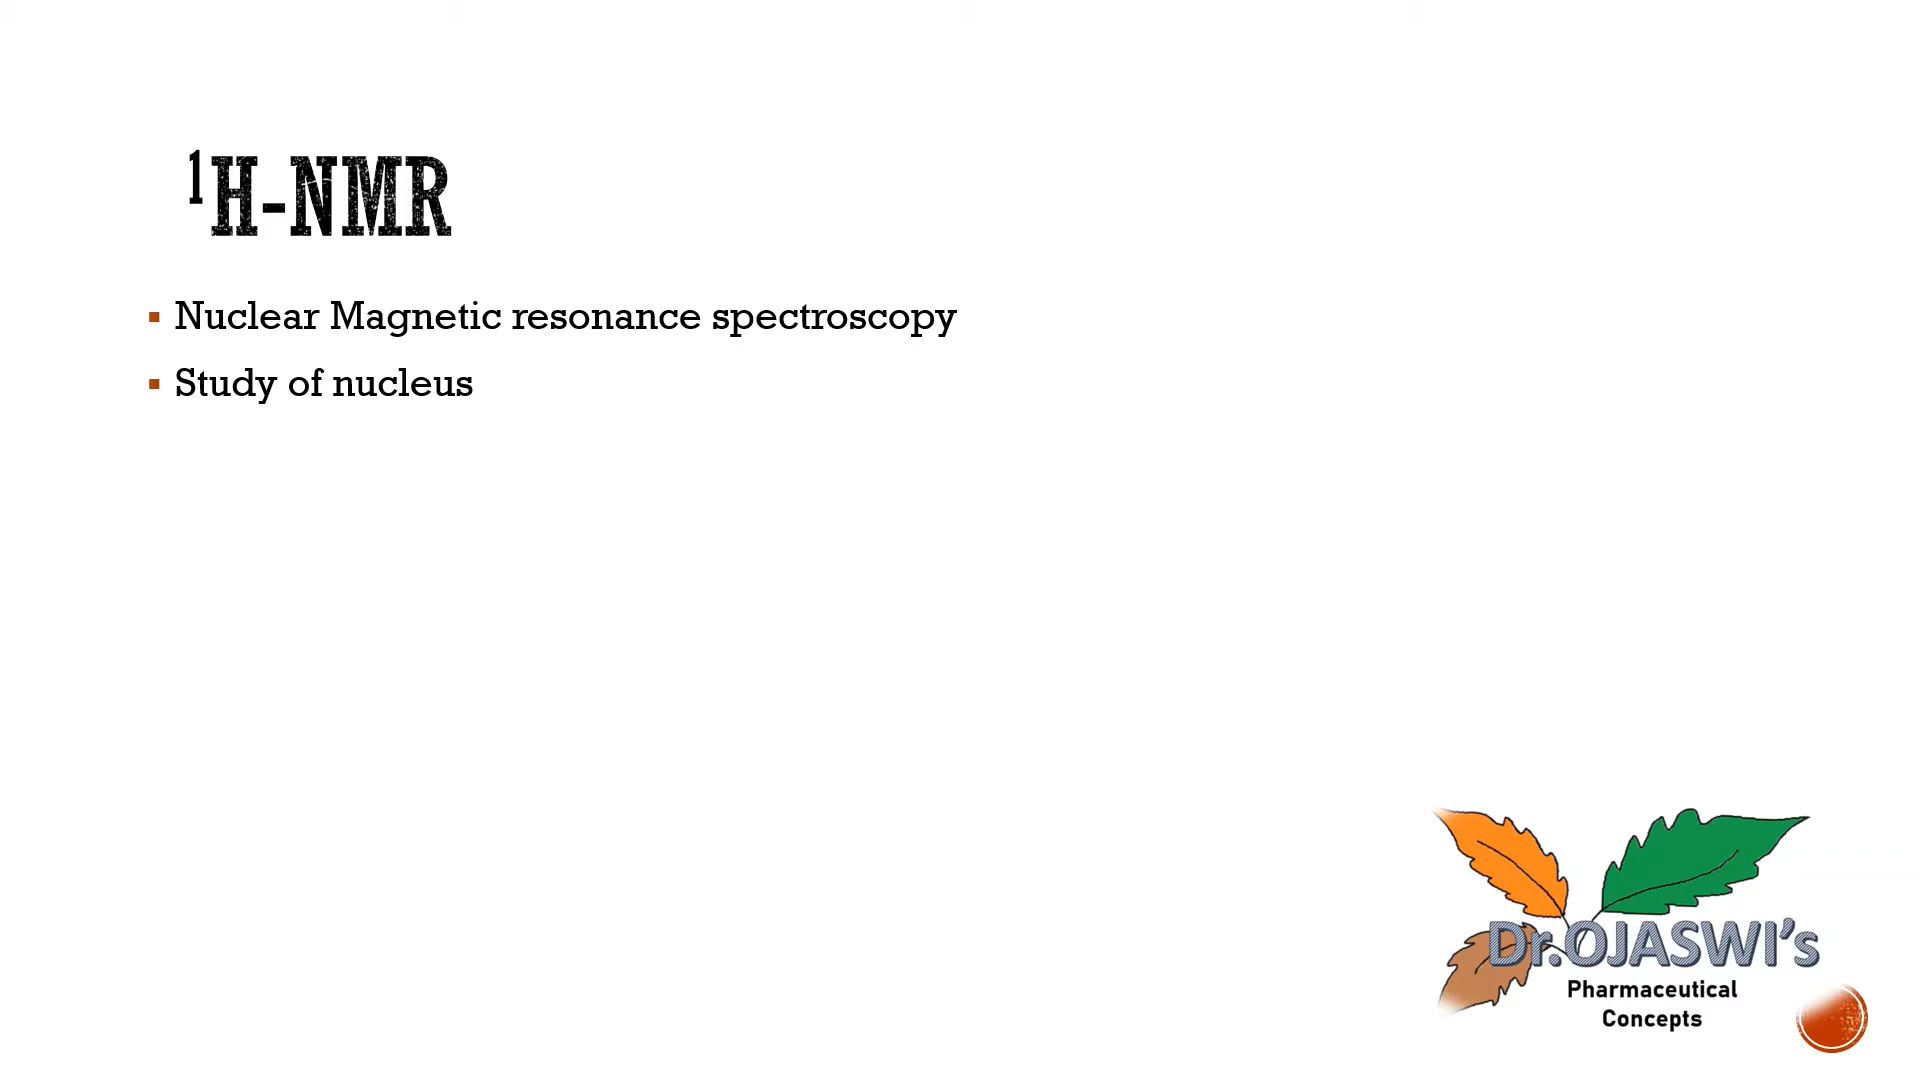 ¹H-NMR
▪ Nuclear Magnetic resonance spectroscopy
▪ Study of nucleus
Dr.OJASWI's
Pharmaceutical
Concepts